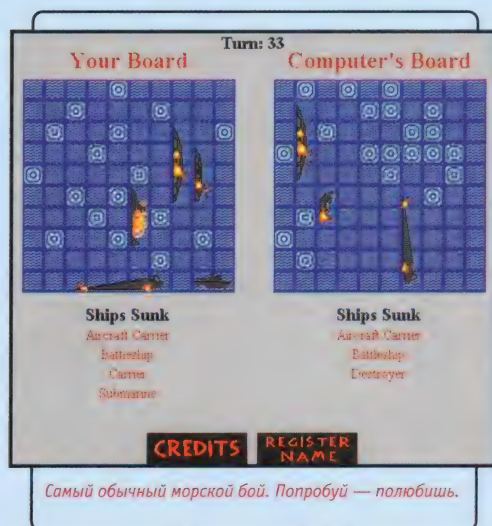 Turn: 33
Your Board
Computer's Board
Ships Sunk
Aircraft Carrier
Battleship
Carrier
Submarine
Ships Sunk
Aircraft Carrier
Battleship
Destroyer
CREDITS
REGISTER
NAME
Самый обычный морской бой. Попробуй — полюбишь.